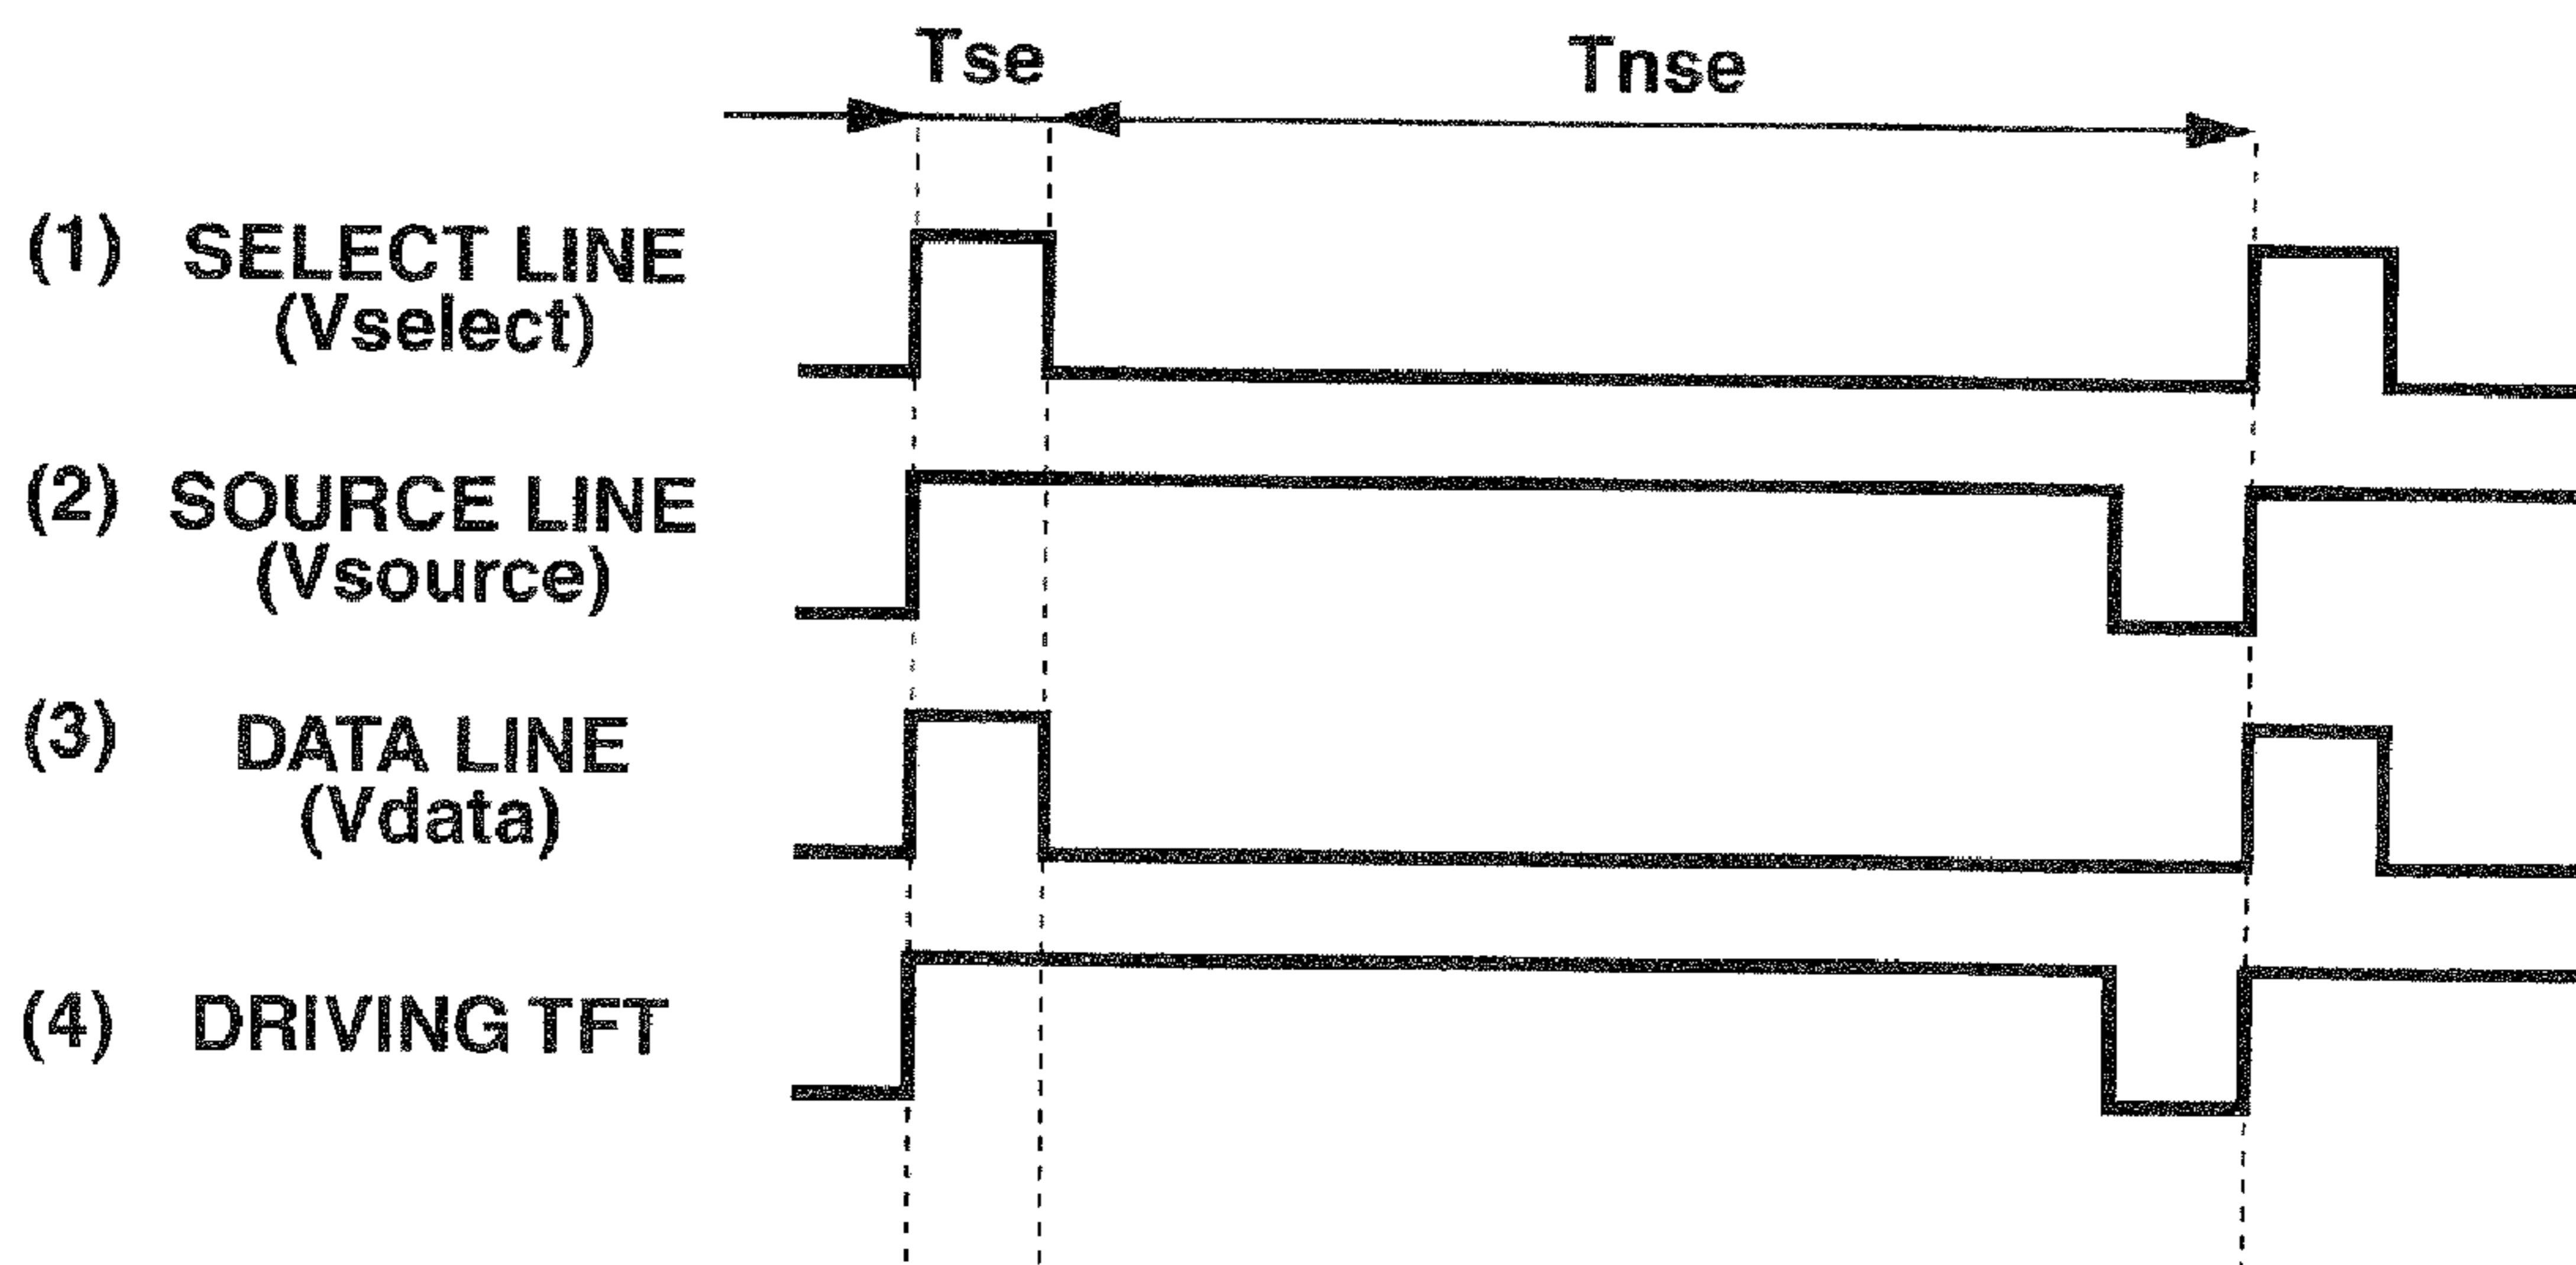 Tse
Tnse
(1) SELECT LINE
(Vselect)
(2) SOURCE LINE
(Vsource)
(3) DATA LINE
(Vdata)
(4) DRIVING TFT